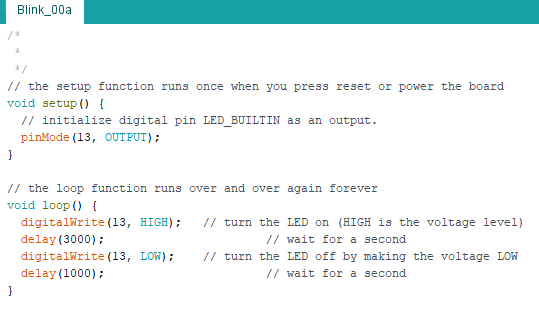 Blink_00a
/*
 *
 */
// the setup function runs once when you press reset or power the board
void setup() {
  // initialize digital pin LED_BUILTIN as an output.
  pinMode(13, OUTPUT);
}

// the loop function runs over and over again forever
void loop() {
  digitalWrite(13, HIGH);   // turn the LED on (HIGH is the voltage level)
  delay(3000);                       // wait for a second
  digitalWrite(13, LOW);    // turn the LED off by making the voltage LOW
  delay(1000);                       // wait for a second
}